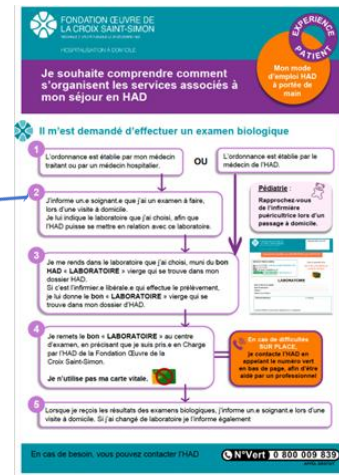 FONDATION ŒUVRE DE
LA CROIX SAINT-SIMON
HOSPITALISATION À DOMICILE
EXPERIENCE
PATIENT
Je souhaite comprendre comment
s'organisent les services associés à
mon séjour en HAD
Mon mode
d'emploi HAD
à portée de
main
Il m'est demandé d'effectuer un examen biologique
1
L'ordonnance est établie par mon médecin
traitant ou par un médecin hospitalier.
OU
L'ordonnance est établie par le
médecin de l'HAD.
2
J'informe un.e soignant.e que j'ai un examen à faire,
lors d'une visite à domicile.
Je lui indique le laboratoire que j'ai choisi, afin que
l'HAD puisse se mettre en relation avec ce laboratoire.
Pédiatrie :
Rapprochez-vous
de l'infirmière
puéricultrice lors d'un
passage à domicile.
3
Je me rends dans le laboratoire choisi, muni du bon
HAD « LABORATOIRE » vierge qui se trouve dans mon
dossier HAD.
Si c'est l'infirmier.e libéral.e qui effectue le prélèvement,
je lui donne le bon « LABORATOIRE » vierge qui se
trouve dans mon dossier d'HAD.
LABORATOIRE
4
Je remets le bon « LABORATOIRE » au centre
d'examen, en précisant que je suis pris.e en Charge
par l'HAD de la Fondation Œuvre de la
Croix Saint-Simon.
Je n'utilise pas ma carte vitale.
En cas de difficultés
SUR PLACE,
je contacte l'HAD en
appelant le numéro vert
en bas de page, afin d'être
aidé par un professionnel
5
Lorsque je reçois les résultats des examens biologiques, j'informe un.e soignant.e lors d'une
visite à domicile. Si j'ai changé de laboratoire je l'informe également
En cas de besoin, vous pouvez contacter l'HAD
N°Vert 0 800 009 839
APPEL GRATUIT